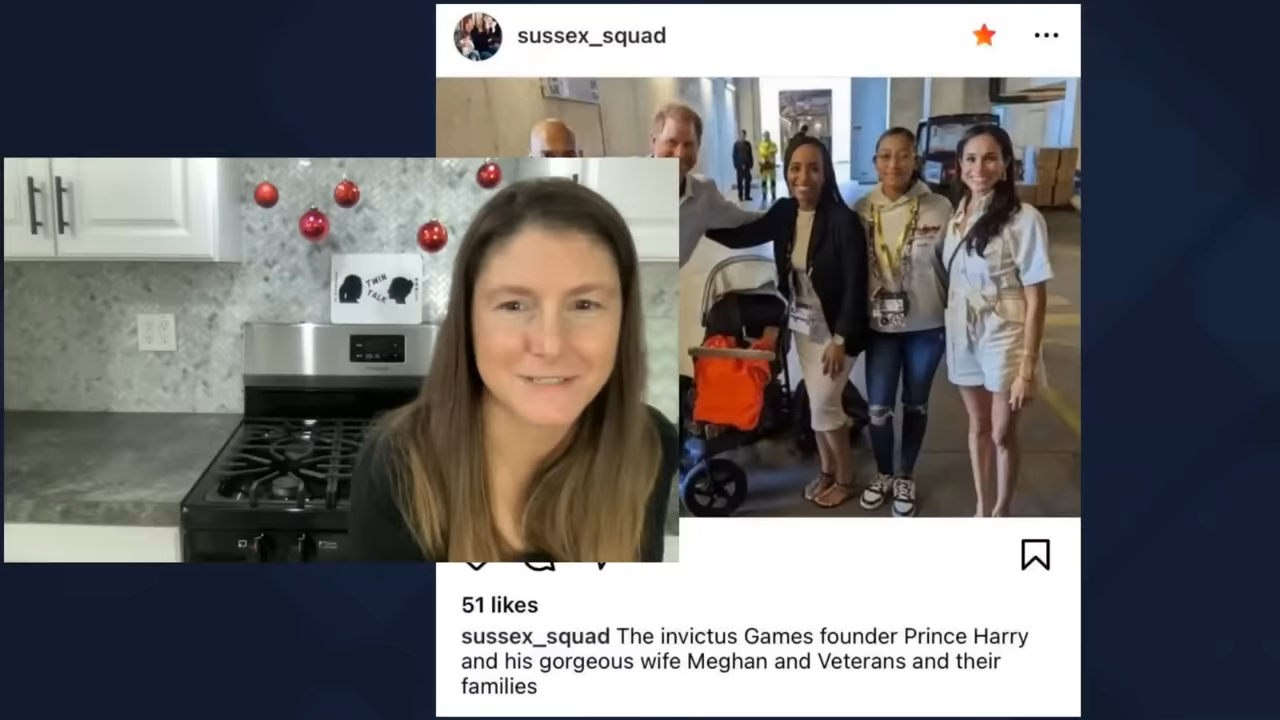 sussex_squad
TWIN
TALK
51 likes
sussex_squad The invictus Games founder Prince Harry
and his gorgeous wife Meghan and Veterans and their
families